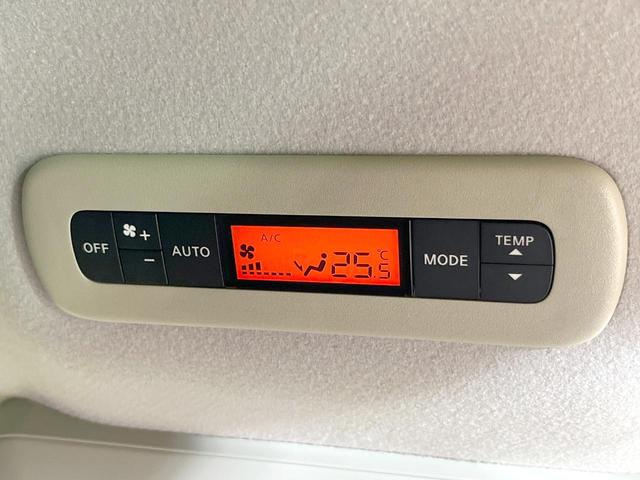 OFF
+
-
AUTO
A/C
25.5
°C
MODE
TEMP